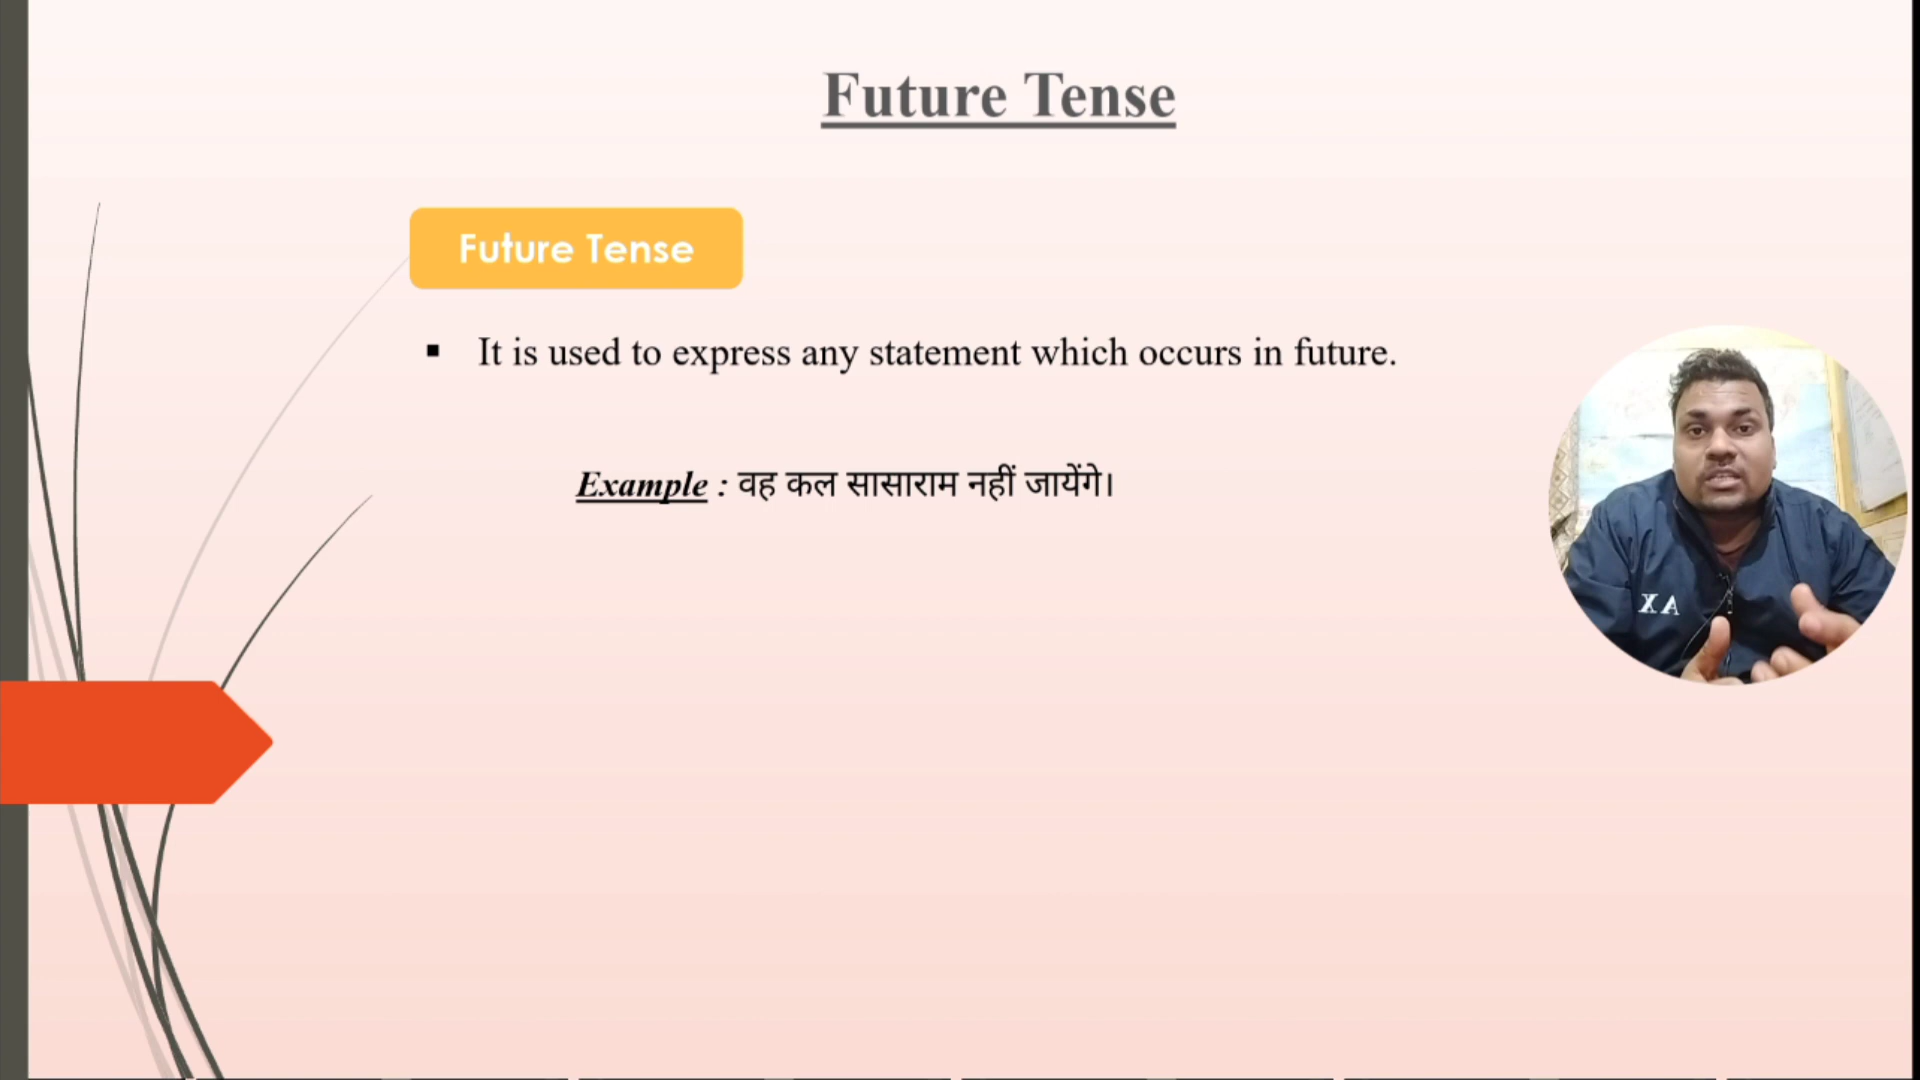 Future Tense
Future Tense
▪ It is used to express any statement which occurs in future.
Example : वह कल सासाराम नहीं जायेंगे।
XA